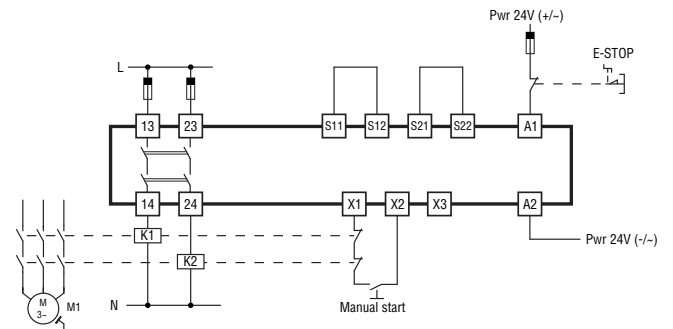 Pwr 24V (+/~)
E-STOP
L
13 23 S11 S12 S21 S22 A1
14 24 X1 X2 X3 A2
K1
Pwr 24V (-/~)
K2
M
3~
M1
N
Manual start